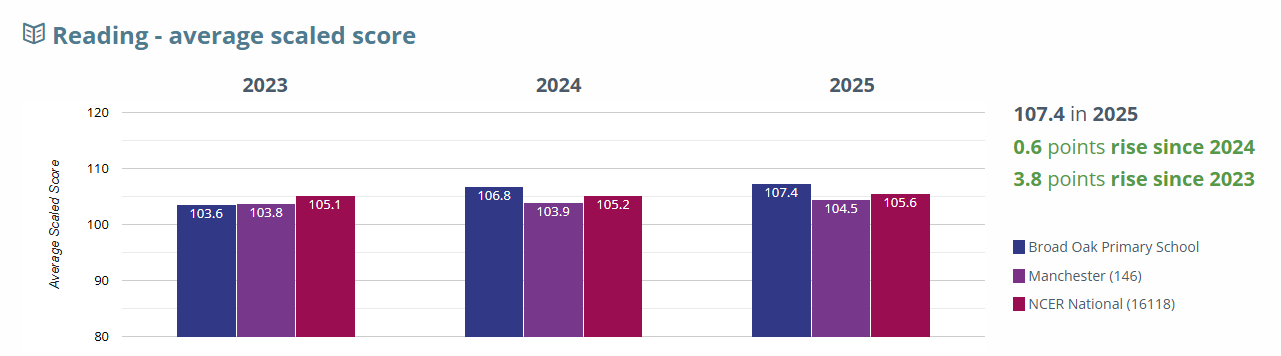 Reading - average scaled score
2023 2024 2025
120
110
100
90
80
Average Scaled Score
103.6 103.8 105.1
106.8 103.9 105.2
107.4 104.5 105.6
107.4 in 2025
0.6 points rise since 2024
3.8 points rise since 2023
Broad Oak Primary School
Manchester (146)
NCER National (16118)